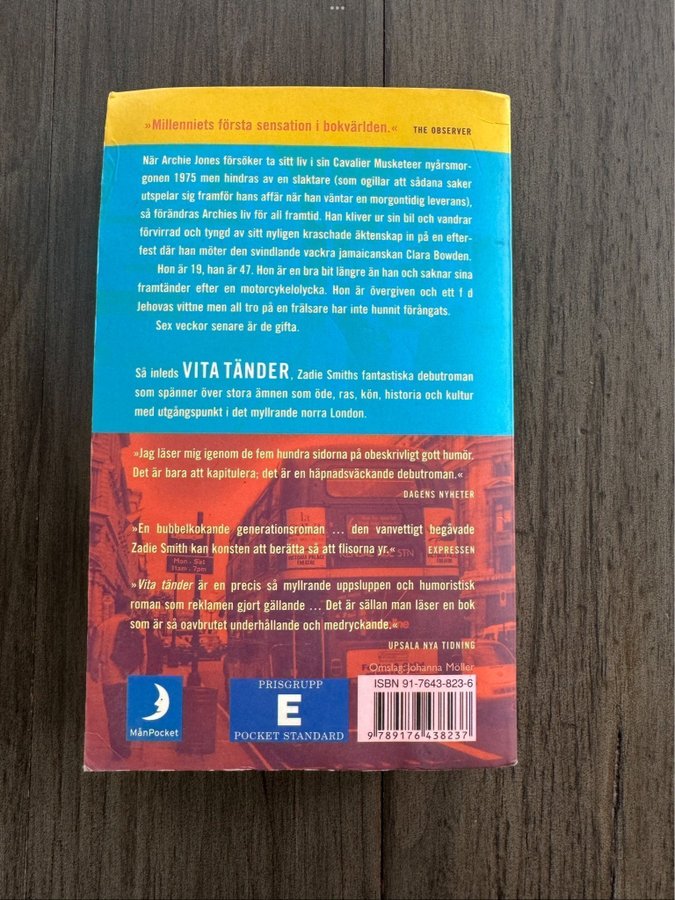 »Millenniets första sensation i bokvärlden.« THE OBSERVER
När Archie Jones försöker ta sitt liv i sin Cavalier Musketeer nyårsmor-
gonen 1975 men hindras av en slaktare (som ogillar att sådana saker
utspelar sig framför hans affär när han väntar en morgontidig leverans),
så förändras Archies liv för all framtid. Han kliver ur sin bil och vandrar
förvirrad och tyngd av sitt nyligen kraschade äktenskap in på en efter-
fest där han möter den svindlande vackra jamaicanskan Clara Bowden.
Hon är 19, han är 47. Hon är en bra bit längre än han och saknar sina
framtänder efter en motorcykelolycka. Hon är övergiven och ett f d
Jehovas vittne men all tro på en frälsare har inte hunnit förångats.
Sex veckor senare är de gifta.
Så inleds VITA TÄNDER, Zadie Smiths fantastiska debutroman
som spänner över stora ämnen som öde, ras, kön, historia och kultur
med utgångspunkt i det myllrande norra London.
»Jag läser mig igenom de fem hundra sidorna på obeskrivligt gott humör.
Det är bara att kapitulera; det är en häpnadsväckande debutroman.«
DAGENS NYHETER
»En bubbelkokande generationsroman ... den vanvettigt begåvade
Zadie Smith kan konsten att berätta så att flisorna yr.« EXPRESSEN
»Vita tänder är en precis så myllrande uppsluppen och humoristisk
roman som reklamen gjort gällande ... Det är sällan man läser en bok
som är så oavbrutet underhållande och medryckande.«
UPSALA NYA TIDNING
Mon - Sat
7pm
STN
Omslag: Johanna Möller
MånPocket
PRISGRUPP
E
POCKET STANDARD
ISBN 91-7643-823-6
9 789176 438237